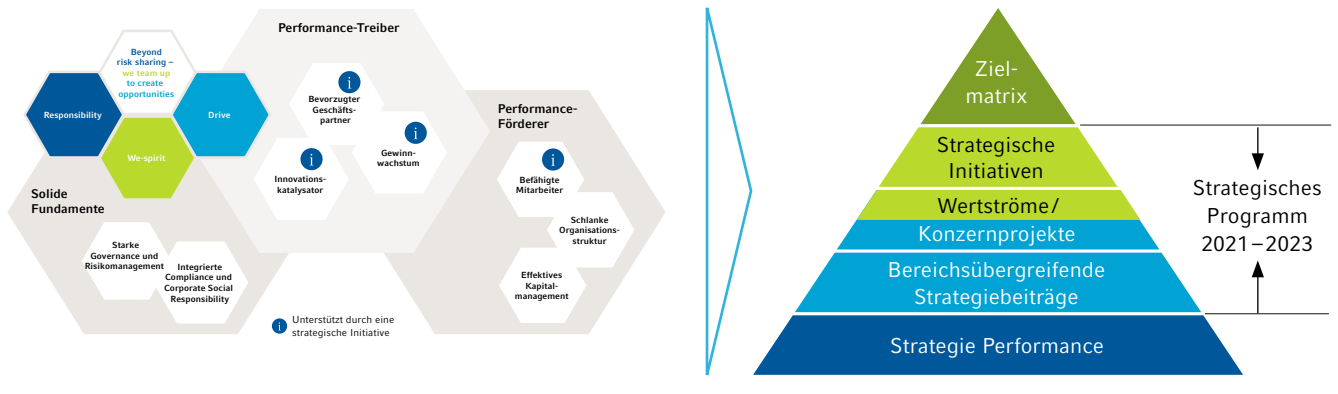 Performance-Treiber
Beyond
risk sharing –
we team up
to create
opportunities
Responsibility
Drive
We-spirit
i
Bevorzugter
Geschäfts-
partner
i
Gewinn-
wachstum
i
Innovations-
katalysator
Performance-
Förderer
i
Befähigte
Mitarbeiter
Schlanke
Organisations-
struktur
Effektives
Kapital-
management
Solide
Fundamente
Starke
Governance und
Risikomanagement
Integrierte
Compliance und
Corporate Social
Responsibility
i Unterstützt durch eine
strategische Initiative
Ziel-
matrix
Strategische
Initiativen
Wertströme/
Konzernprojekte
Bereichsübergreifende
Strategiebeiträge
Strategie Performance
Strategisches
Programm
2021–2023